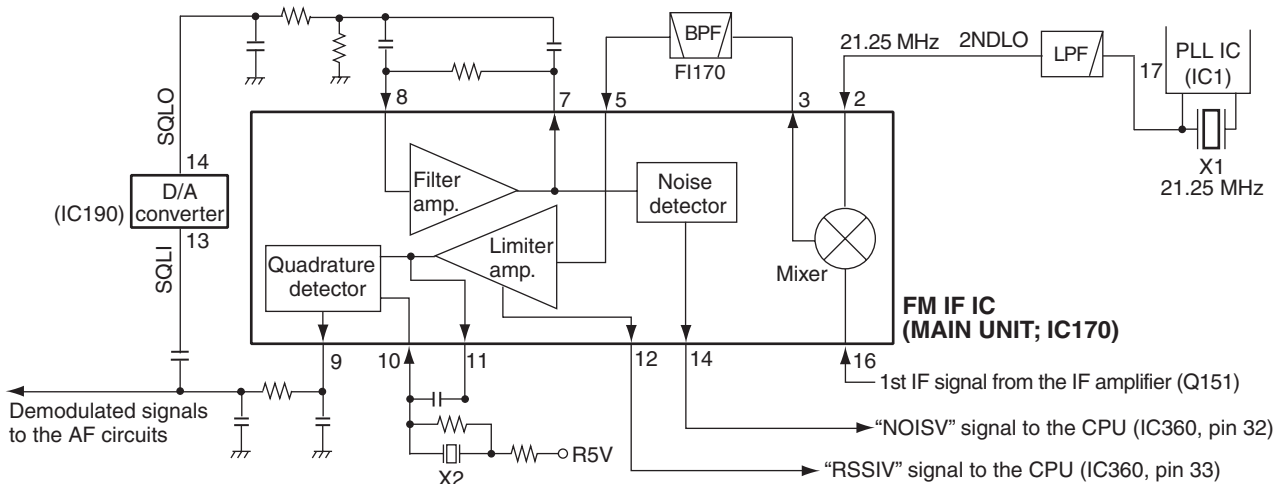 BPF
FI170
21.25 MHz
2NDLO
LPF
17
PLL IC
(IC1)
X1
21.25 MHz
SQLO
14
D/A
converter
(IC190)
13
SQLI
8
7
5
3
2
Filter
amp.
Noise
detector
Limiter
amp.
Quadrature
detector
Mixer
FM IF IC
(MAIN UNIT; IC170)
9
10
11
12
14
16
1st IF signal from the IF amplifier (Q151)
Demodulated signals
to the AF circuits
"NOISV" signal to the CPU (IC360, pin 32)
R5V
X2
"RSSIV" signal to the CPU (IC360, pin 33)